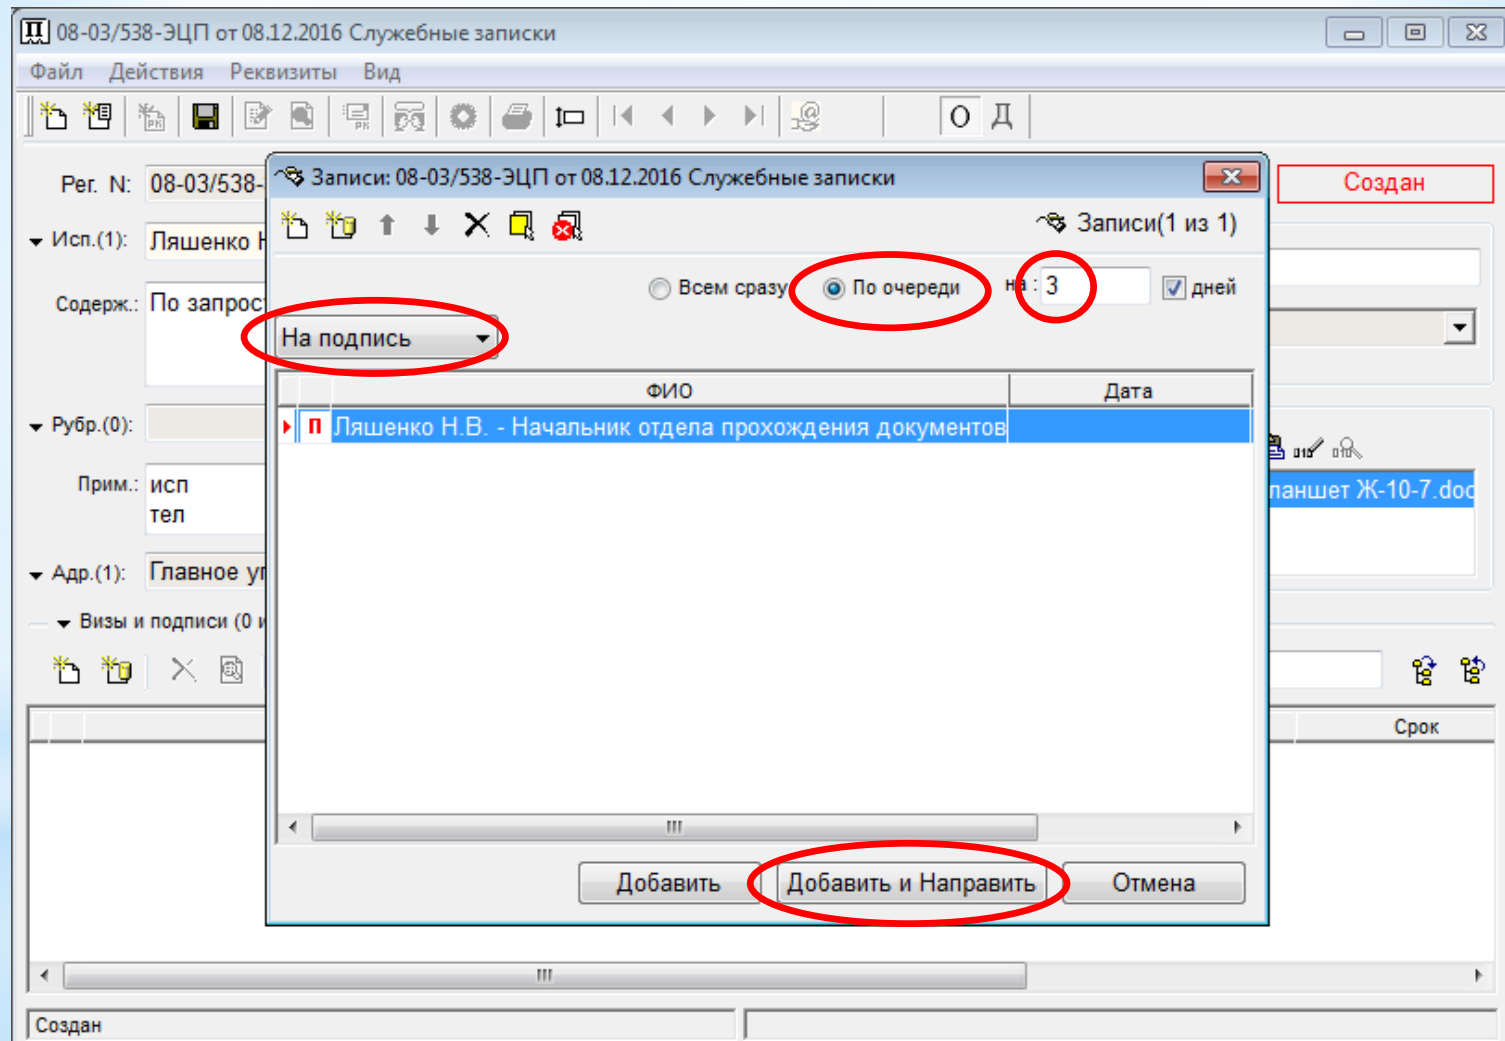 08-03/538-ЭЦП от 08.12.2016 Служебные записки
Файл Действия Реквизиты Вид
О Д
Рег. N: 08-03/538-
Создан
Исп.(1): Ляшенко Н
Содерж.: По запрос
Рубр.(0):
Прим.: исп
тел
Адр.(1): Главное уп
Визы и подписи (0 и
Записи: 08-03/538-ЭЦП от 08.12.2016 Служебные записки
Записи(1 из 1)
Всем сразу По очереди на : 3 дней
На подпись
ФИО Дата
П Ляшенко Н.В. - Начальник отдела прохождения документов
Добавить Добавить и Направить Отмена
ланшет Ж-10-7.doc
Срок
Создан